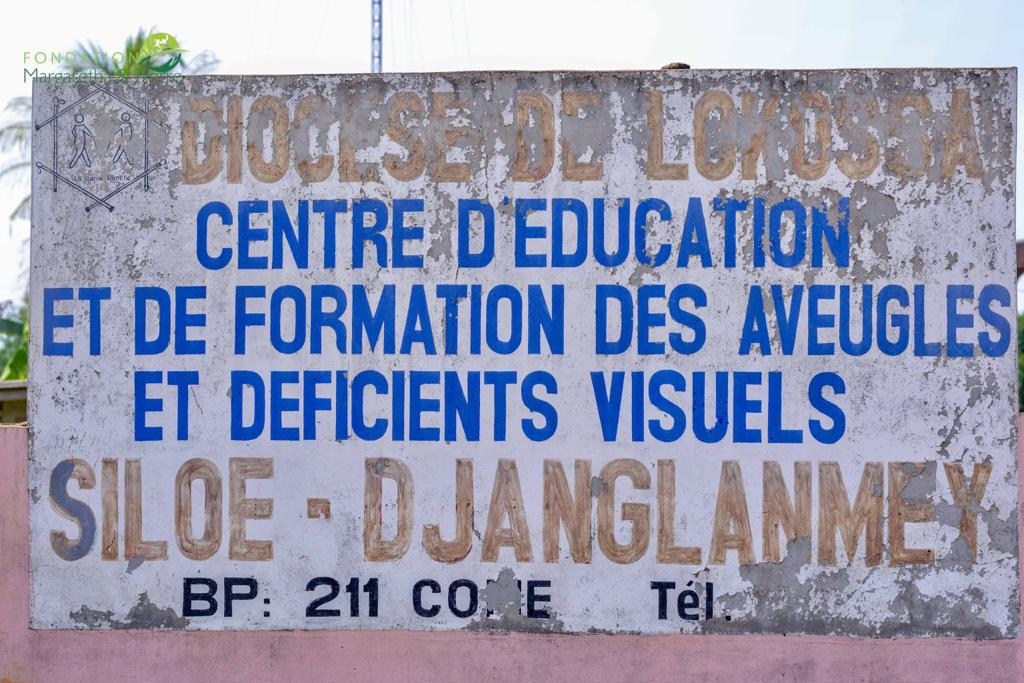 FONDATION
DIOCESE DE LOKOSSA
CENTRE D'EDUCATION
ET DE FORMATION DES AVEUGLES
ET DEFICIENTS VISUELS
SILOE - DJANGLANMEY
BP: 211 COME Tél.